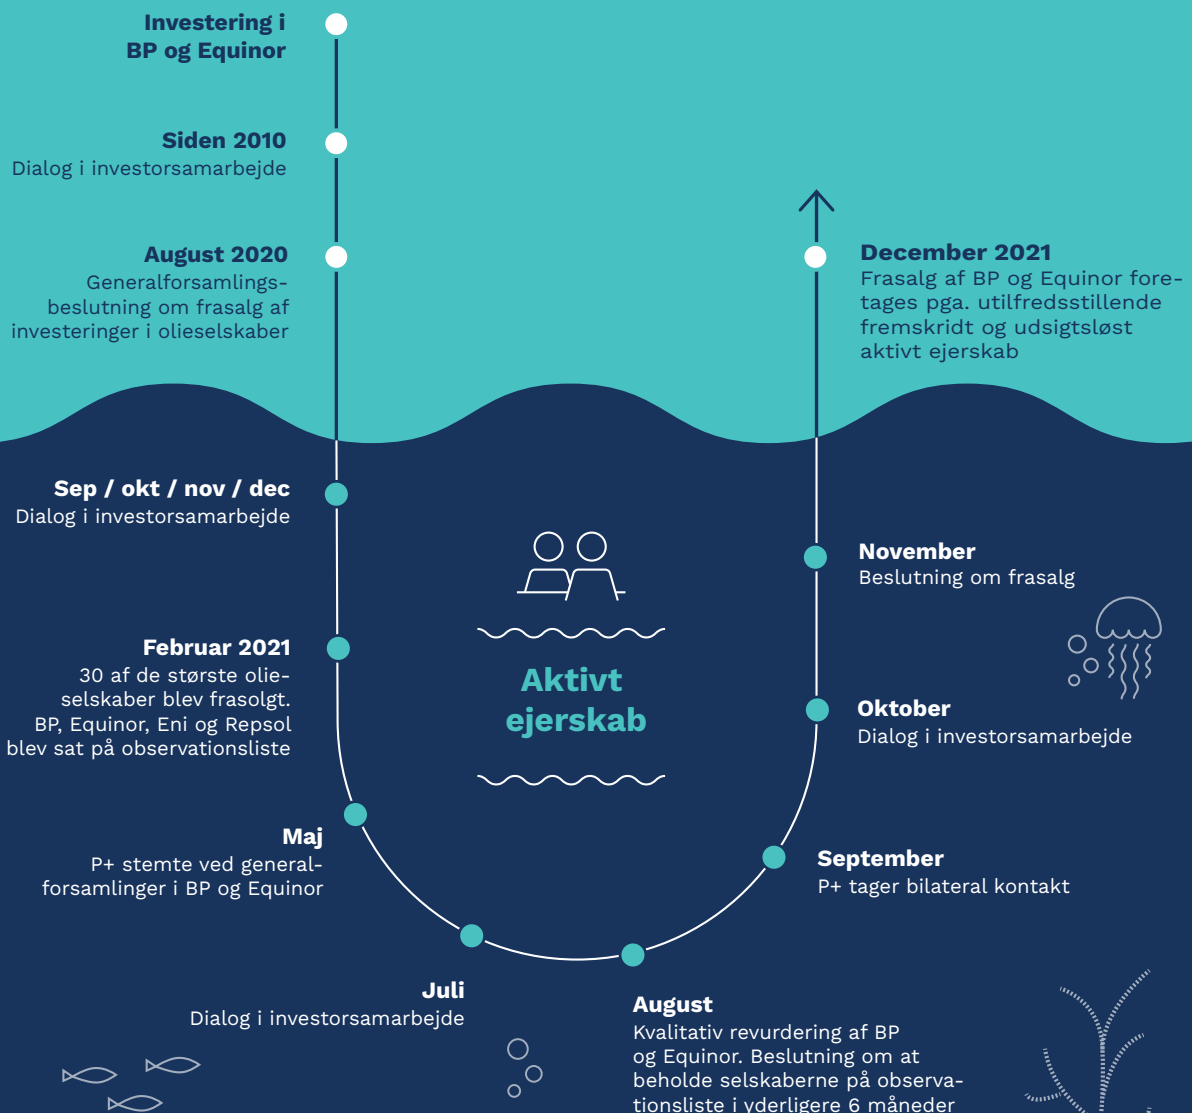 Investering i
BP og Equinor
Siden 2010
Dialog i investorsamarbejde
August 2020
Generalforsamlings-
beslutning om frasalg af
investeringer i olieselskaber
Sep / okt / nov / dec
Dialog i investorsamarbejde
Februar 2021
30 af de største olie-
selskaber blev frasolgt.
BP, Equinor, Eni og Repsol
blev sat på observationsliste
Maj
P+ stemte ved general-
forsamlinger i BP og Equinor
Juli
Dialog i investorsamarbejde
Aktivt
ejerskab
August
Kvalitativ revurdering af BP
og Equinor. Beslutning om at
beholde selskaberne på observa-
tionsliste i yderligere 6 måneder
September
P+ tager bilateral kontakt
Oktober
Dialog i investorsamarbejde
November
Beslutning om frasalg
December 2021
Frasalg af BP og Equinor fore-
tages pga. utilfredsstillende
fremskridt og udsigtsløst
aktivt ejerskab